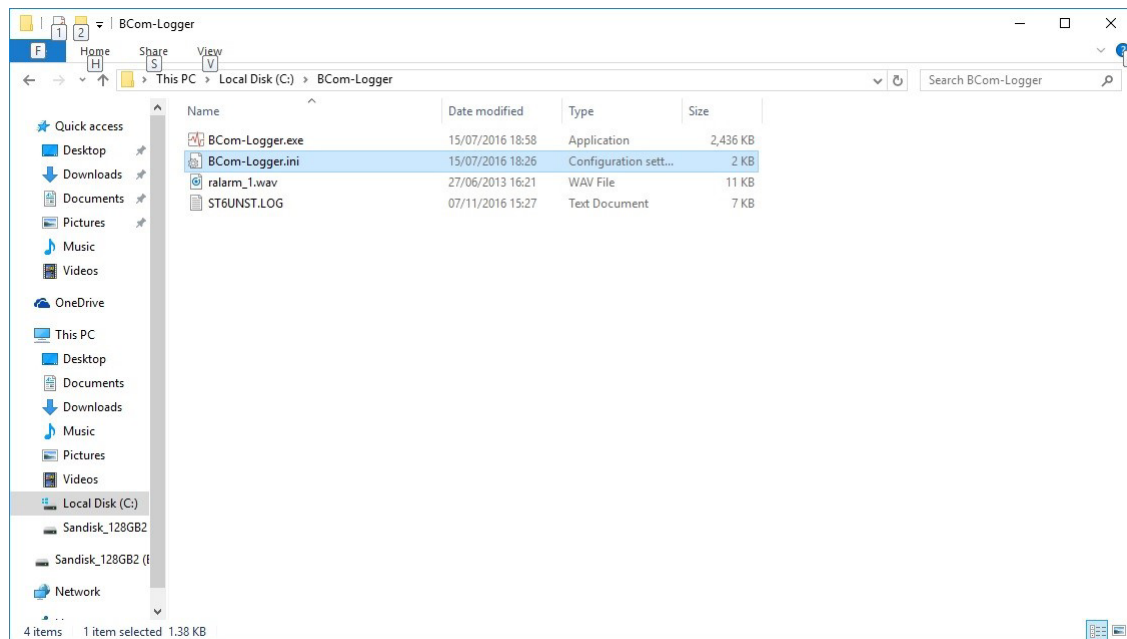 BCom-Logger
1 2
F Home Share View
H S V
This PC > Local Disk (C:) > BCom-Logger
Search BCom-Logger
Name Date modified Type Size
BCom-Logger.exe 15/07/2016 18:58 Application 2,436 KB
BCom-Logger.ini 15/07/2016 18:26 Configuration sett... 2 KB
ralarm_1.wav 27/06/2013 16:21 WAV File 11 KB
ST6UNST.LOG 07/11/2016 15:27 Text Document 7 KB
Quick access
Desktop
Downloads
Documents
Pictures
Music
Videos
OneDrive
This PC
Desktop
Documents
Downloads
Music
Pictures
Videos
Local Disk (C:)
Sandisk_128GB2
Sandisk_128GB2 (E
Network
4 items 1 item selected 1.38 KB